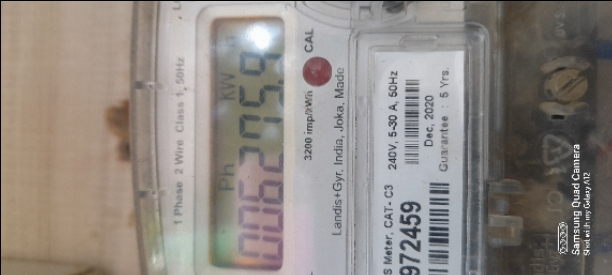 1 Phase 2 Wire Class 1, 50Hz
Ph KW h
006275.9
3200 imp/kWh CAL
Landis+Gyr, India, Joka, Made
240V, 5-30 A, 50Hz
Dec, 2020
Guarantee : 5 Yrs.
S Meter, CAT- C3
972459
Samsung Quad Camera
Shot with my Galaxy A12